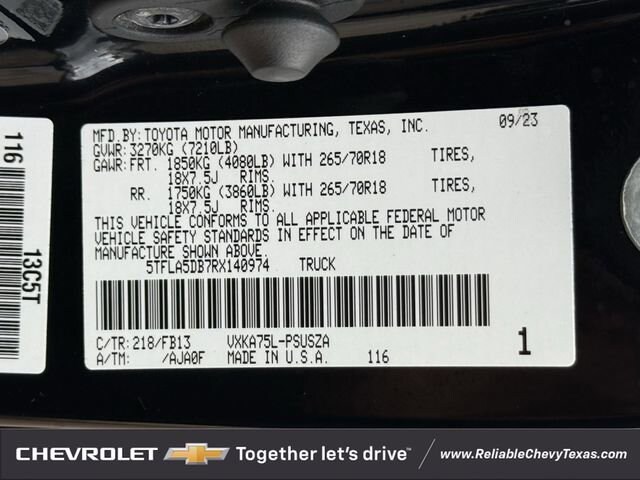 MFD.BY:TOYOTA MOTOR MANUFACTURING, TEXAS, INC. 09/23
GVWR:3270KG (7210LB)
GAWR:FRT. 1850KG (4080LB) WITH 265/70R18 TIRES,
18X7.5J RIMS.
RR. 1750KG (3860LB) WITH 265/70R18 TIRES,
18X7.5J RIMS.
THIS VEHICLE CONFORMS TO ALL APPLICABLE FEDERAL MOTOR
VEHICLE SAFETY STANDARDS IN EFFECT ON THE DATE OF
MANUFACTURE SHOWN ABOVE.
5TFLA5DB7RX140974 TRUCK
C/TR:218/FB13 VXKA75L-PSUSZA
A/TM: /AJA0F MADE IN U.S.A. 116 1
116
13C5T
CHEVROLET Together let's drive™ www.ReliableChevyTexas.com